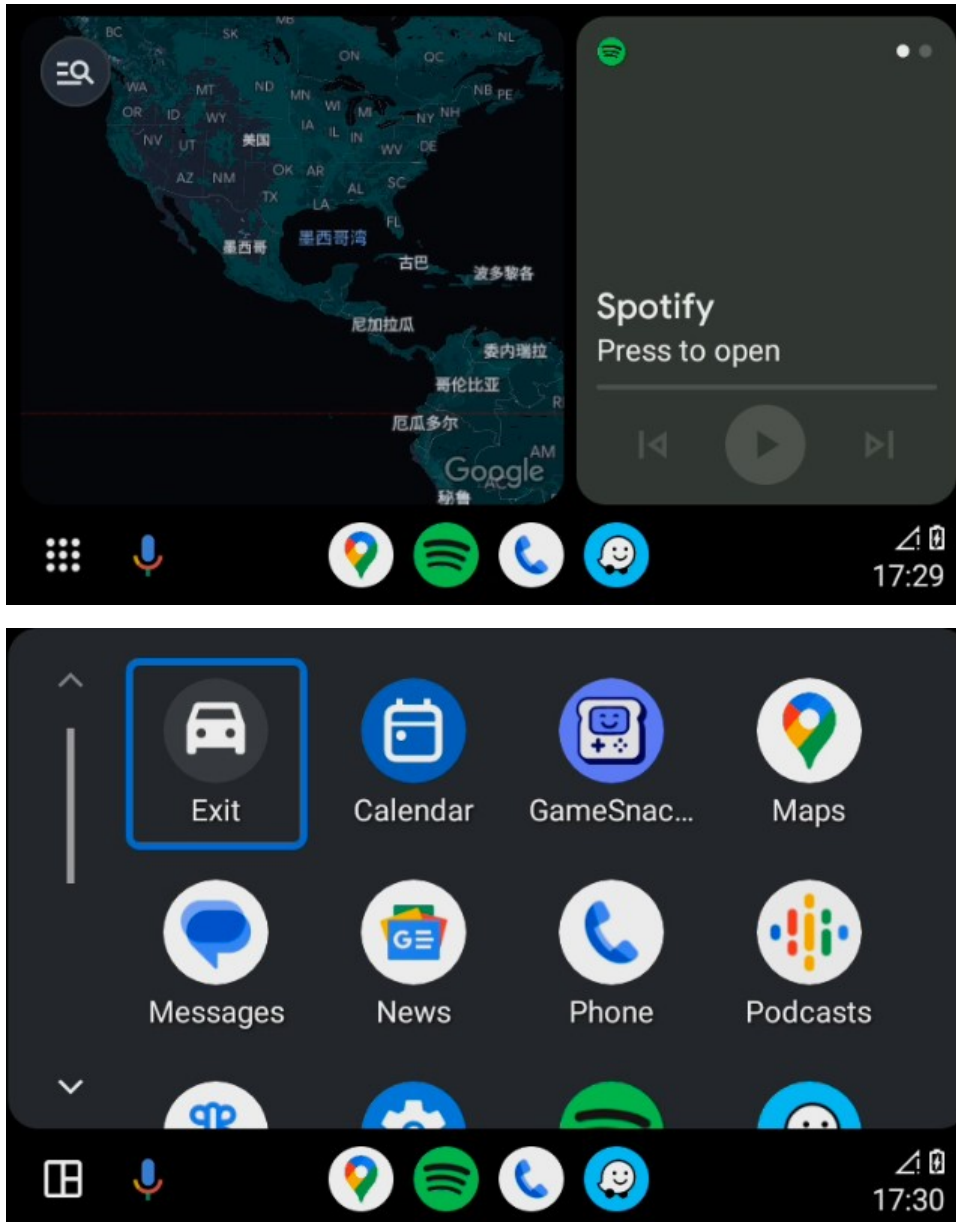 BC
SK
MB
NL
ON
QC
WA
MT
ND
MN
NB
PE
OR
ID
WY
WI
MI
NY
NH
NV
UT
美国
IA
IL
IN
WV
DE
AZ
NM
OK
AR
TX
AL
SC
LA
FL
墨西哥
墨西哥湾
古巴
波多黎各
尼加拉瓜
委内瑞拉
哥伦比亚
厄瓜多尔
AM
Google
AC
秘鲁
Spotify
Press to open
17:29
Exit
Calendar
GameSnac...
Maps
Messages
GE
News
Phone
Podcasts
17:30